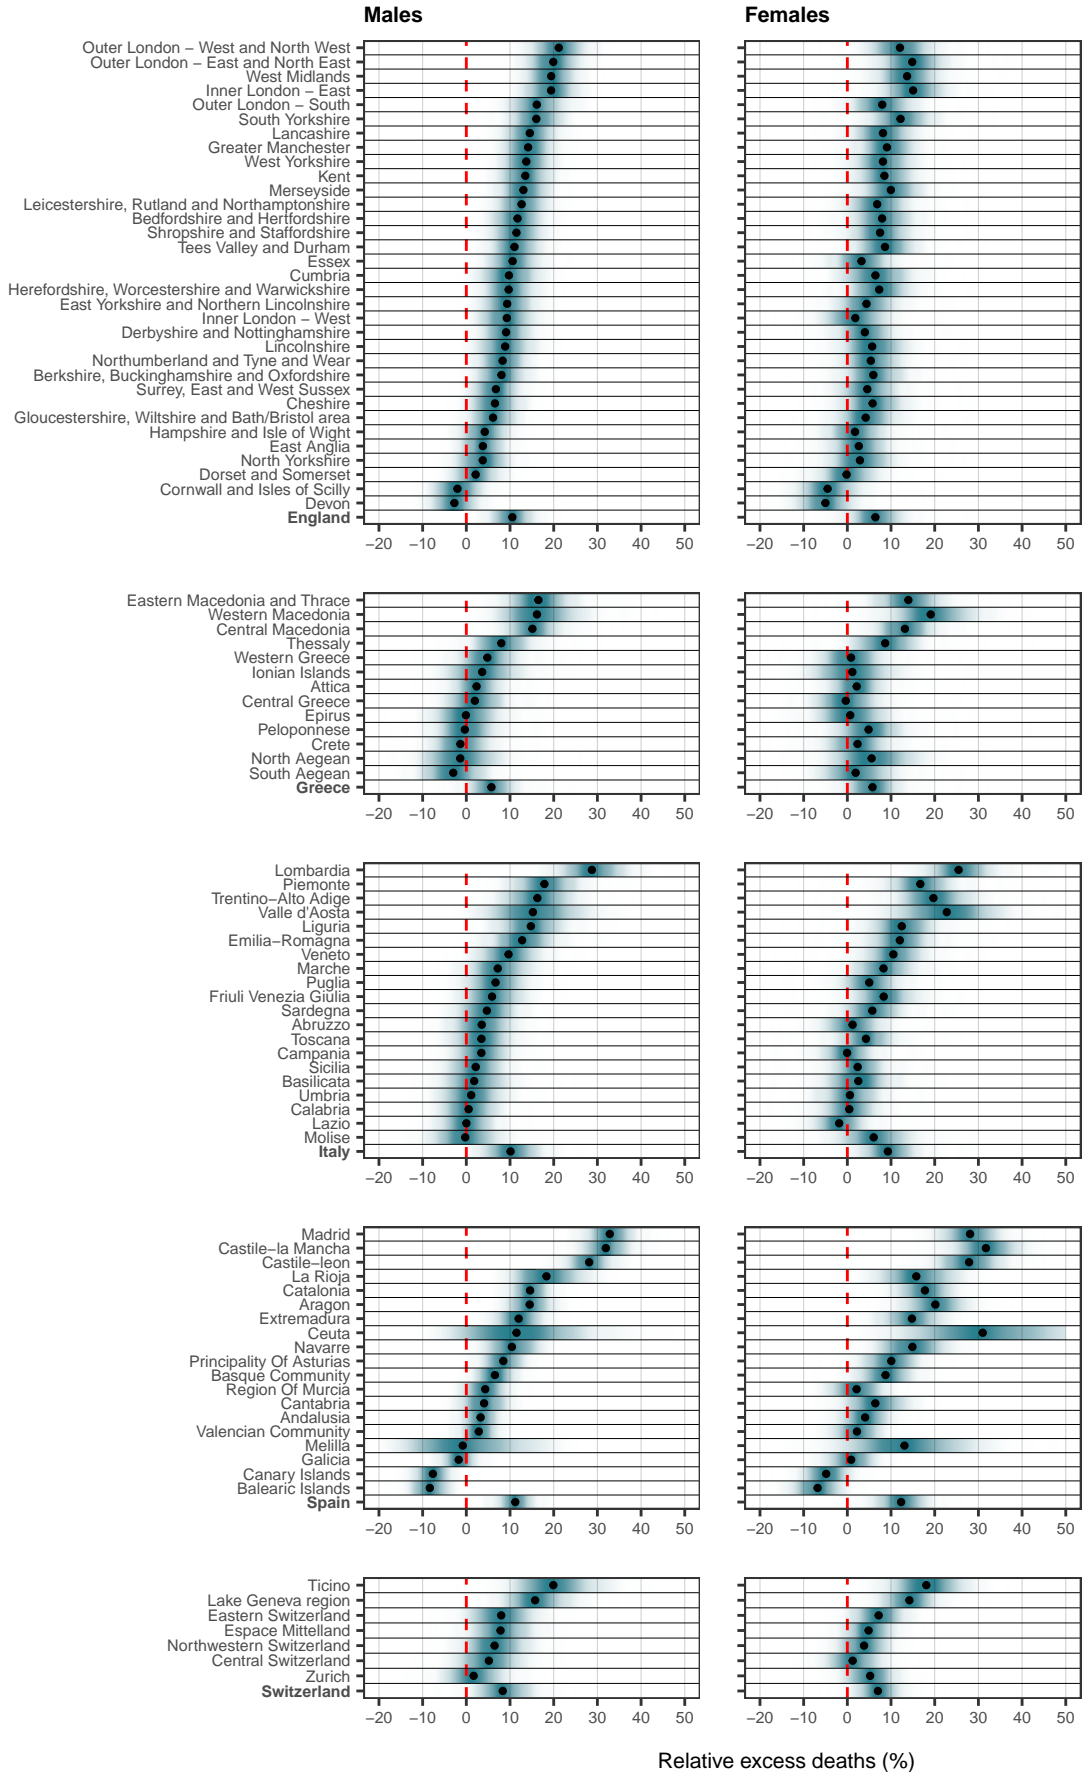 Males Females
Outer London – West and North West
Outer London – East and North East
West Midlands
Inner London – East
Outer London – South
South Yorkshire
Lancashire
Greater Manchester
West Yorkshire
Kent
Merseyside
Leicestershire, Rutland and Northamptonshire
Bedfordshire and Hertfordshire
Shropshire and Staffordshire
Tees Valley and Durham
Essex
Cumbria
Herefordshire, Worcestershire and Warwickshire
East Yorkshire and Northern Lincolnshire
Inner London – West
Derbyshire and Nottinghamshire
Lincolnshire
Northumberland and Tyne and Wear
Berkshire, Buckinghamshire and Oxfordshire
Surrey, East and West Sussex
Cheshire
Gloucestershire, Wiltshire and Bath/Bristol area
Hampshire and Isle of Wight
East Anglia
North Yorkshire
Dorset and Somerset
Cornwall and Isles of Scilly
Devon
England
−20 −10 0 10 20 30 40 50 −20 −10 0 10 20 30 40 50
Eastern Macedonia and Thrace
Western Macedonia
Central Macedonia
Thessaly
Western Greece
Ionian Islands
Attica
Central Greece
Epirus
Peloponnese
Crete
North Aegean
South Aegean
Greece
−20 −10 0 10 20 30 40 50 −20 −10 0 10 20 30 40 50
Lombardia
Piemonte
Trentino−Alto Adige
Valle d'Aosta
Liguria
Emilia−Romagna
Veneto
Marche
Puglia
Friuli Venezia Giulia
Sardegna
Abruzzo
Toscana
Campania
Sicilia
Basilicata
Umbria
Calabria
Lazio
Molise
Italy
−20 −10 0 10 20 30 40 50 −20 −10 0 10 20 30 40 50
Madrid
Castile−la Mancha
Castile−leon
La Rioja
Catalonia
Aragon
Extremadura
Ceuta
Navarre
Principality Of Asturias
Basque Community
Region Of Murcia
Cantabria
Andalusia
Valencian Community
Melilla
Galicia
Canary Islands
Balearic Islands
Spain
−20 −10 0 10 20 30 40 50 −20 −10 0 10 20 30 40 50
Ticino
Lake Geneva region
Eastern Switzerland
Espace Mittelland
Northwestern Switzerland
Central Switzerland
Zurich
Switzerland
−20 −10 0 10 20 30 40 50 −20 −10 0 10 20 30 40 50
Relative excess deaths (%)